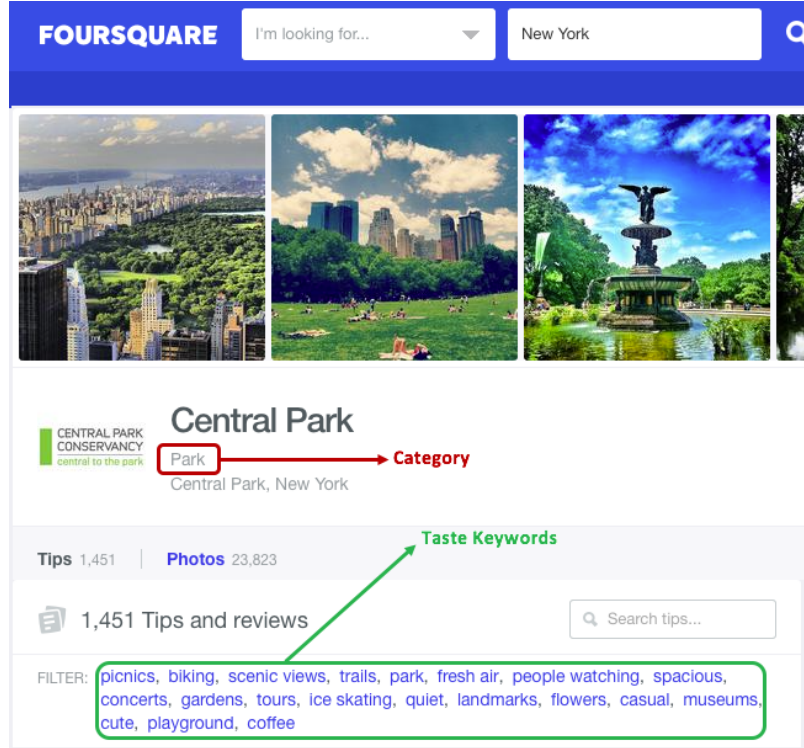 FOURSQUARE
I'm looking for...
New York
CENTRAL PARK
CONSERVANCY
central to the park
Central Park
Park
Category
Central Park, New York
Taste Keywords
Tips 1,451
Photos 23,823
1,451 Tips and reviews
Search tips...
FILTER: picnics, biking, scenic views, trails, park, fresh air, people watching, spacious,
concerts, gardens, tours, ice skating, quiet, landmarks, flowers, casual, museums,
cute, playground, coffee